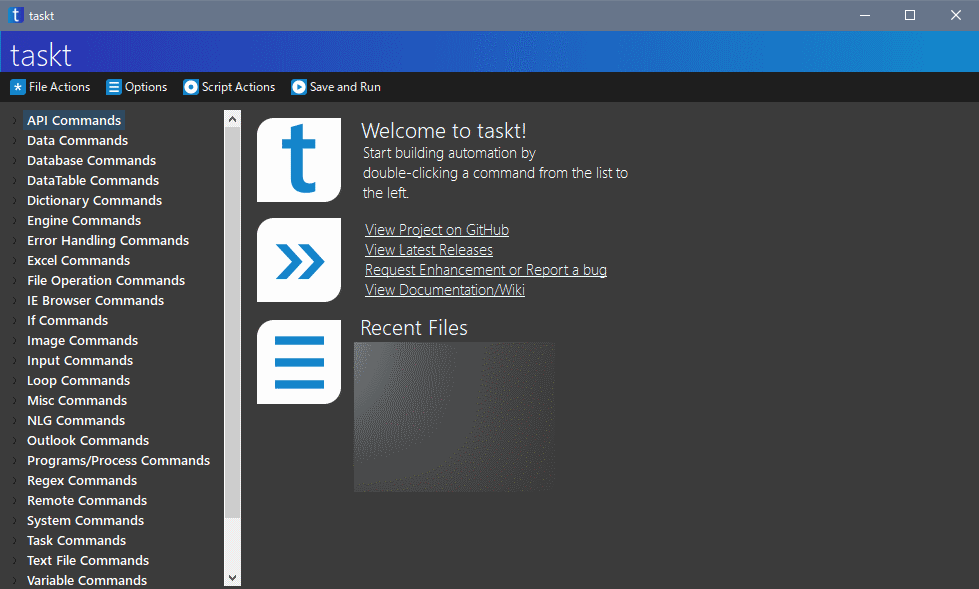 taskt
taskt
File Actions
Options
Script Actions
Save and Run
API Commands
Data Commands
Database Commands
DataTable Commands
Dictionary Commands
Engine Commands
Error Handling Commands
Excel Commands
File Operation Commands
IE Browser Commands
If Commands
Image Commands
Input Commands
Loop Commands
Misc Commands
NLG Commands
Outlook Commands
Programs/Process Commands
Regex Commands
Remote Commands
System Commands
Task Commands
Text File Commands
Variable Commands
t
Welcome to taskt!
Start building automation by
double-clicking a command from the list to
the left.
View Project on GitHub
View Latest Releases
Request Enhancement or Report a bug
View Documentation/Wiki
Recent Files